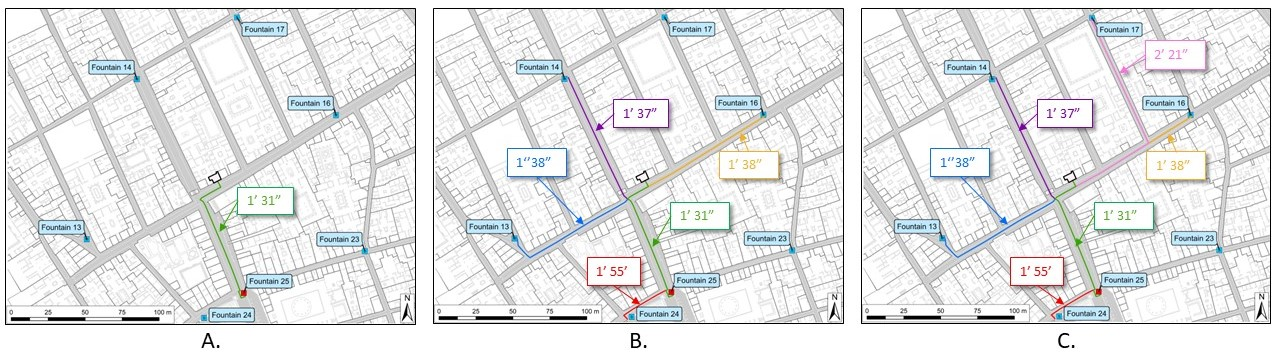 Fountain 17
Fountain 14
Fountain 16
1' 31"
Fountain 13
Fountain 23
Fountain 25
Fountain 24
N
0 25 50 100 m
A.
Fountain 17
Fountain 14
Fountain 16
1' 37"
1''38"
1' 38"
1' 31"
Fountain 13
Fountain 23
1' 55'
Fountain 25
Fountain 24
N
0 25 50 100 m
B.
Fountain 17
2' 21"
Fountain 14
Fountain 16
1' 37"
1''38"
1' 38"
1' 31"
Fountain 13
Fountain 23
1' 55'
Fountain 25
Fountain 24
N
0 25 50 100 m
C.